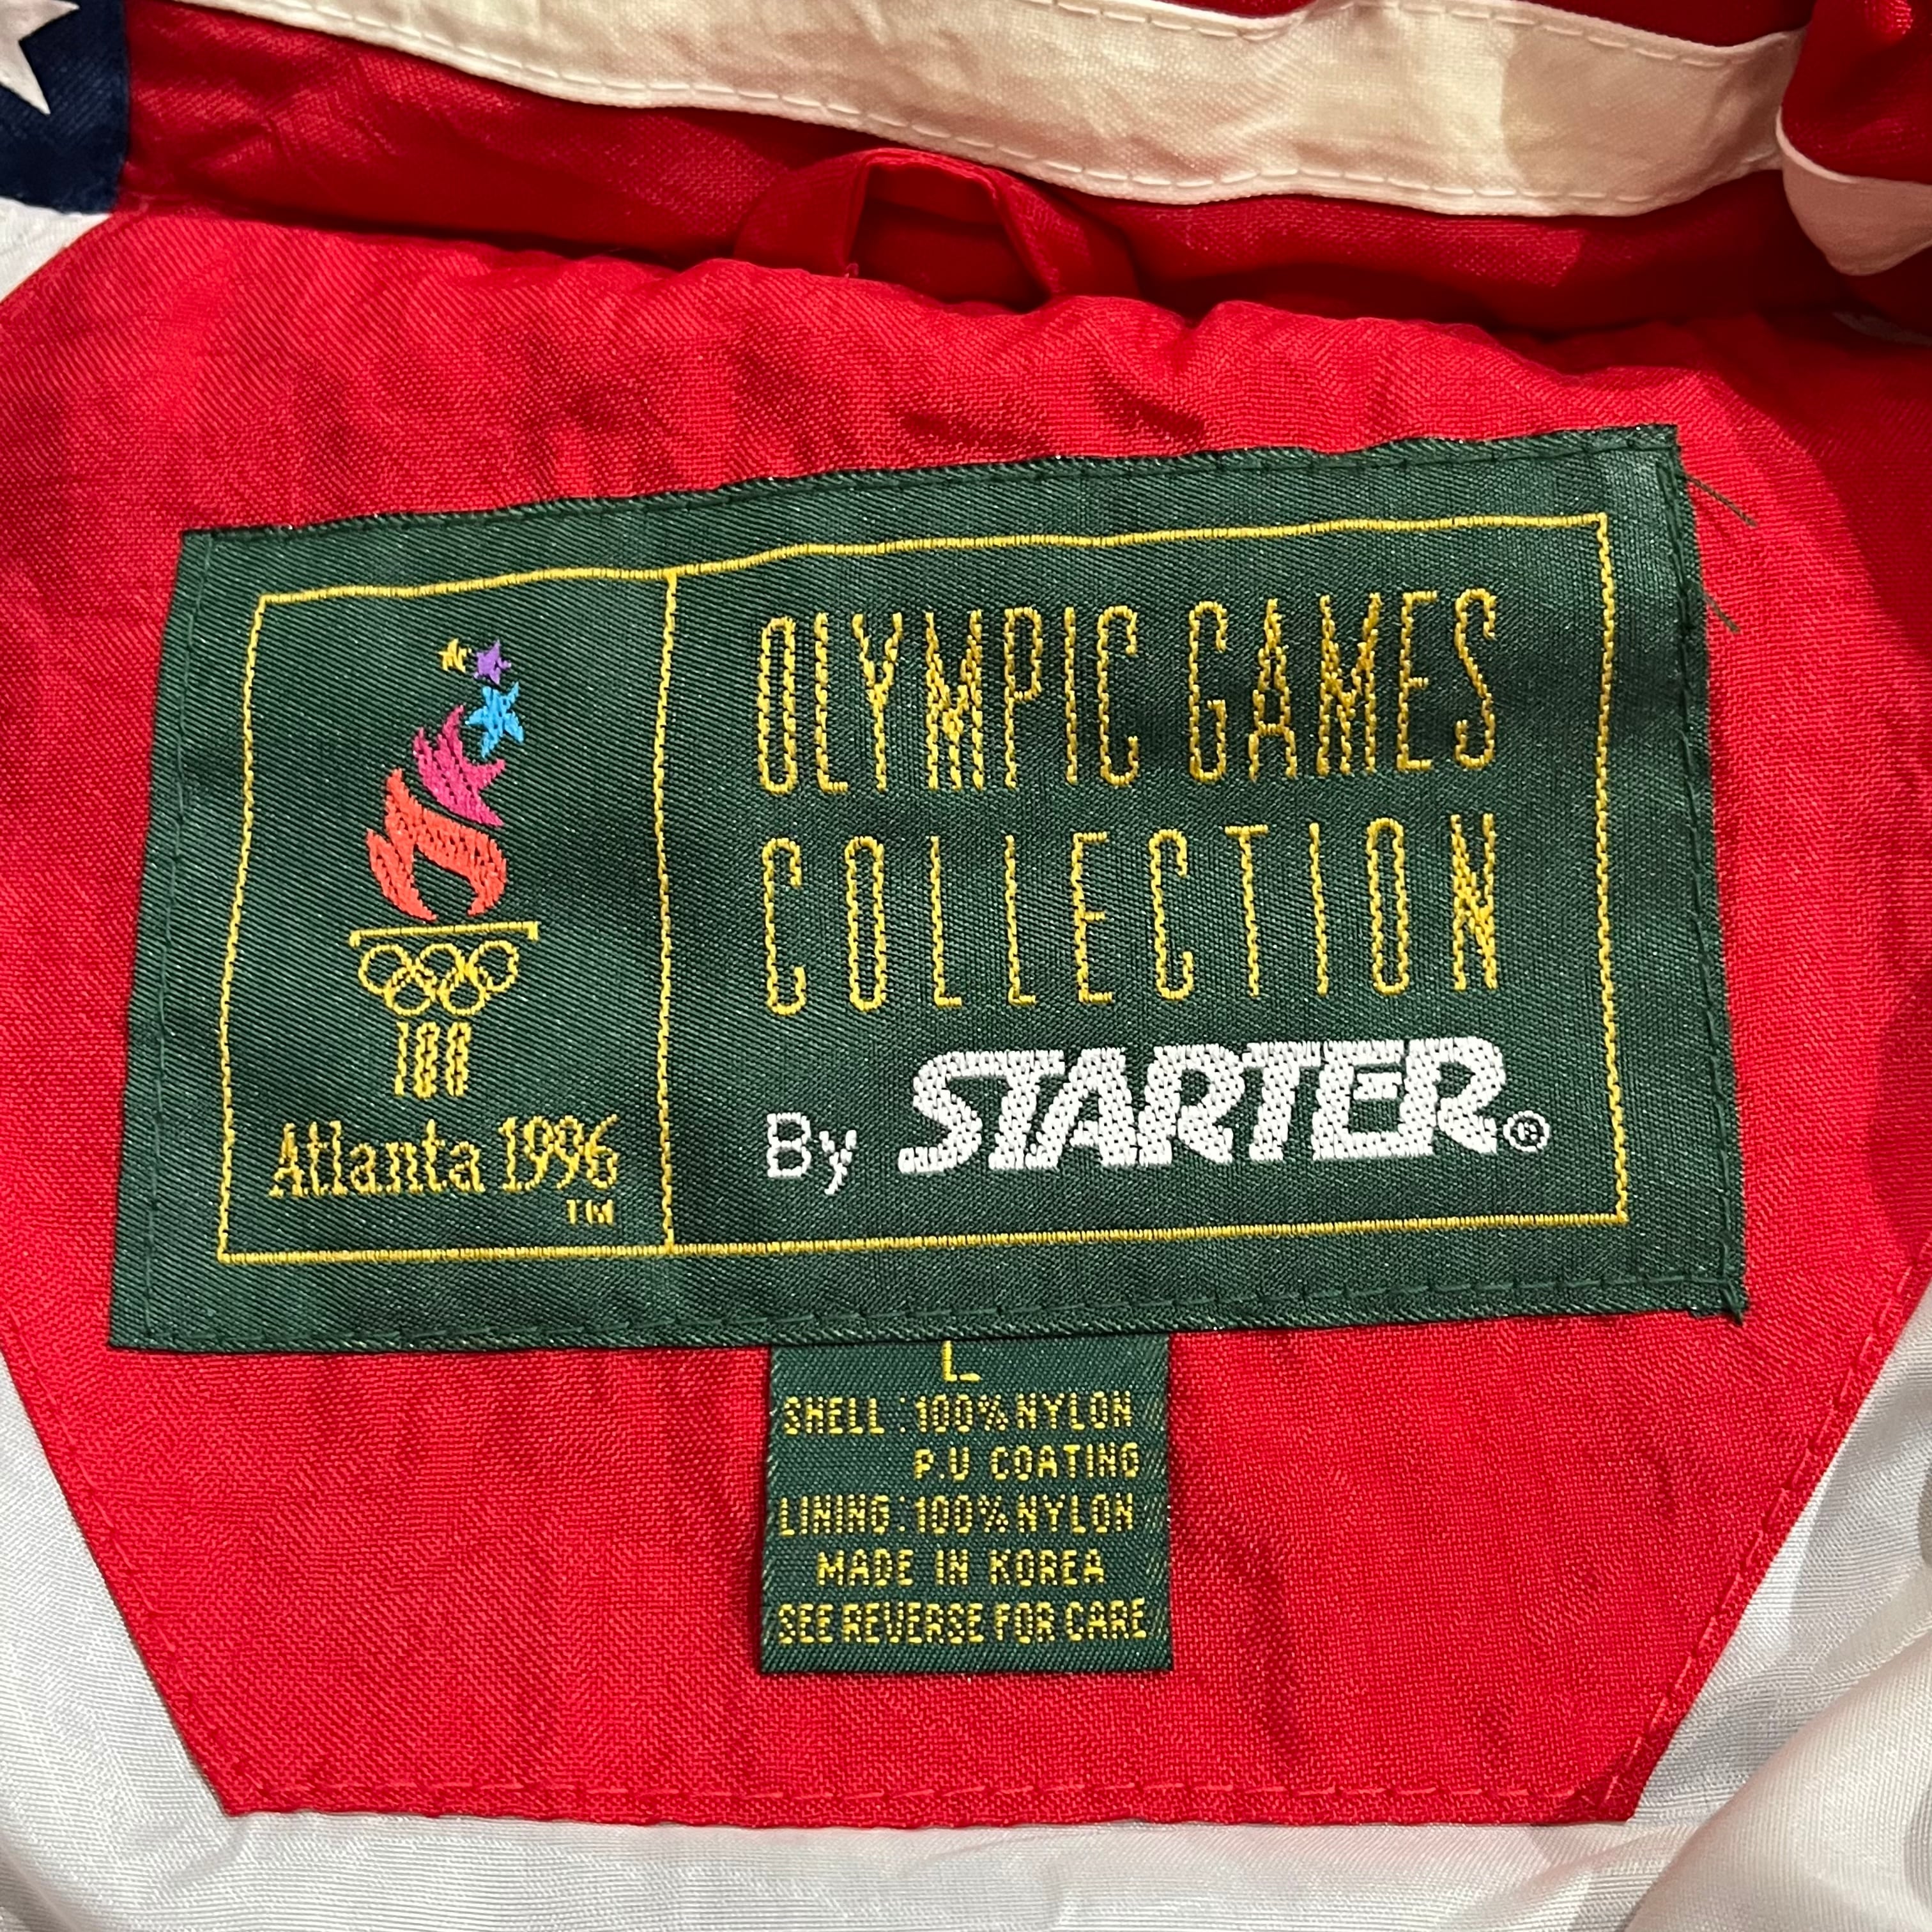 OLYMPIC GAMES
COLLECTION
By STARTER®
100
Atlanta 1996
TM
L
SHELL:100% NYLON
P.U COATING
LINING:100% NYLON
MADE IN KOREA
SEE REVERSE FOR CARE